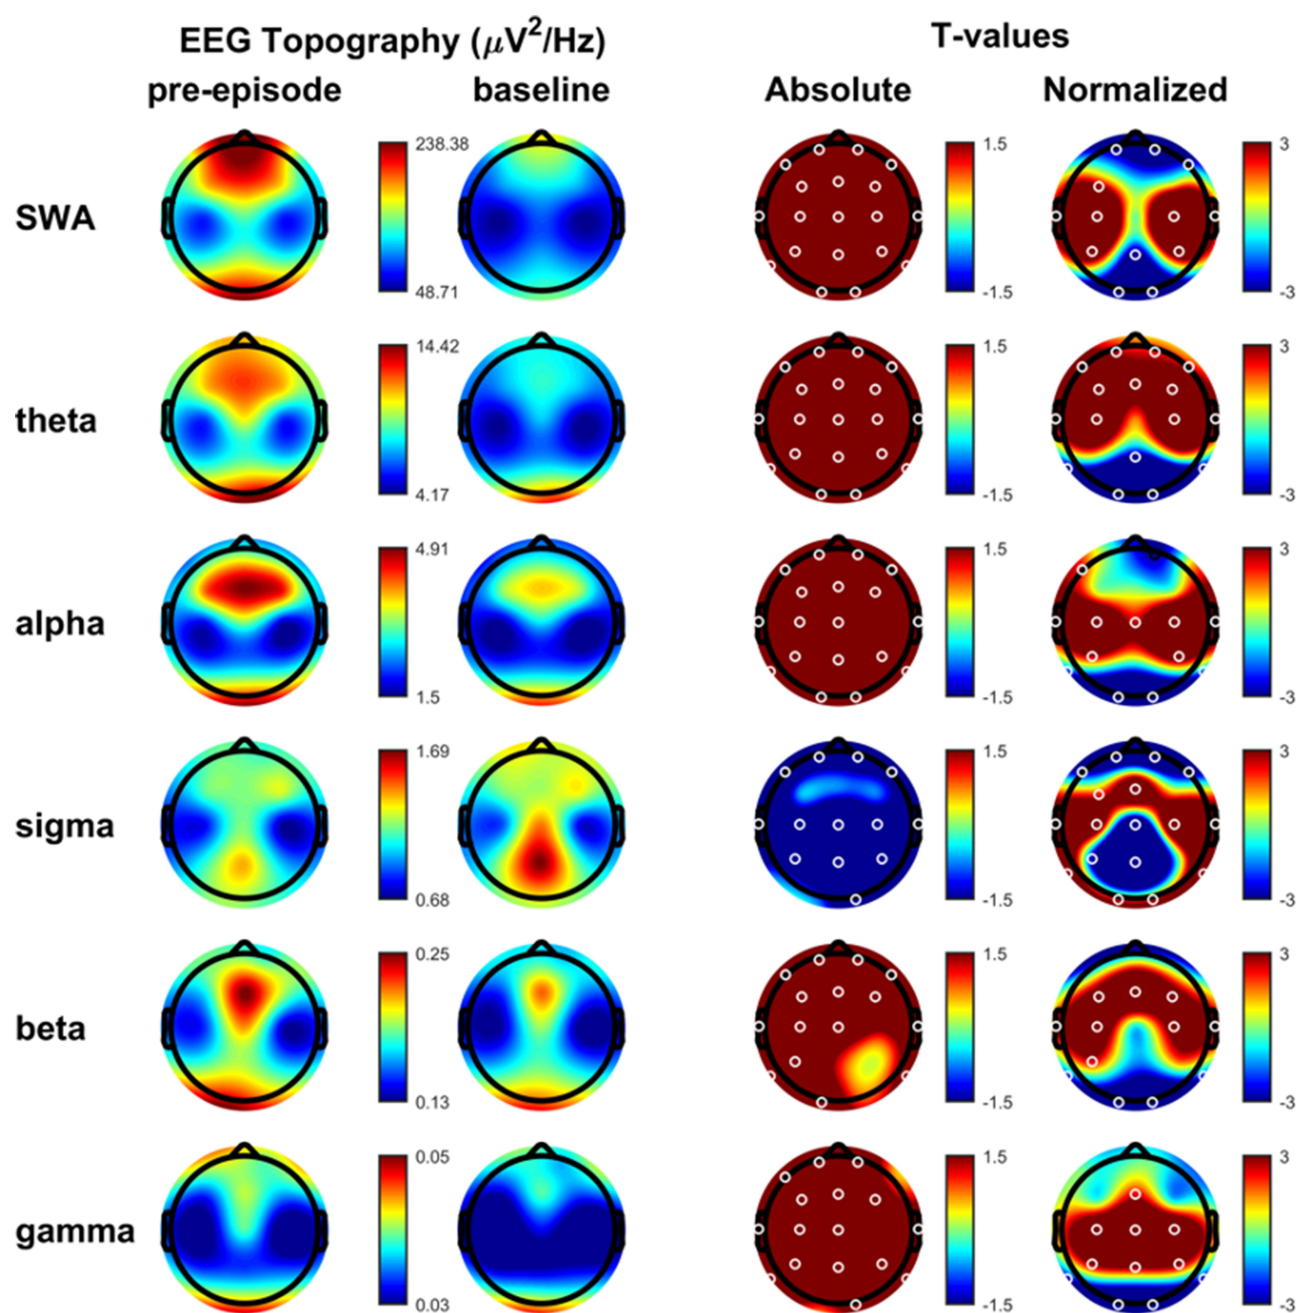 EEG Topography (μV²/Hz)
T-values
pre-episode baseline Absolute Normalized
238.38 1.5 3
SWA
48.71 -1.5 -3
14.42 1.5 3
theta
4.17 -1.5 -3
4.91 1.5 3
alpha
1.5 -1.5 -3
1.69 1.5 3
sigma
0.68 -1.5 -3
0.25 1.5 3
beta
0.13 -1.5 -3
0.05 1.5 3
gamma
0.03 -1.5 -3